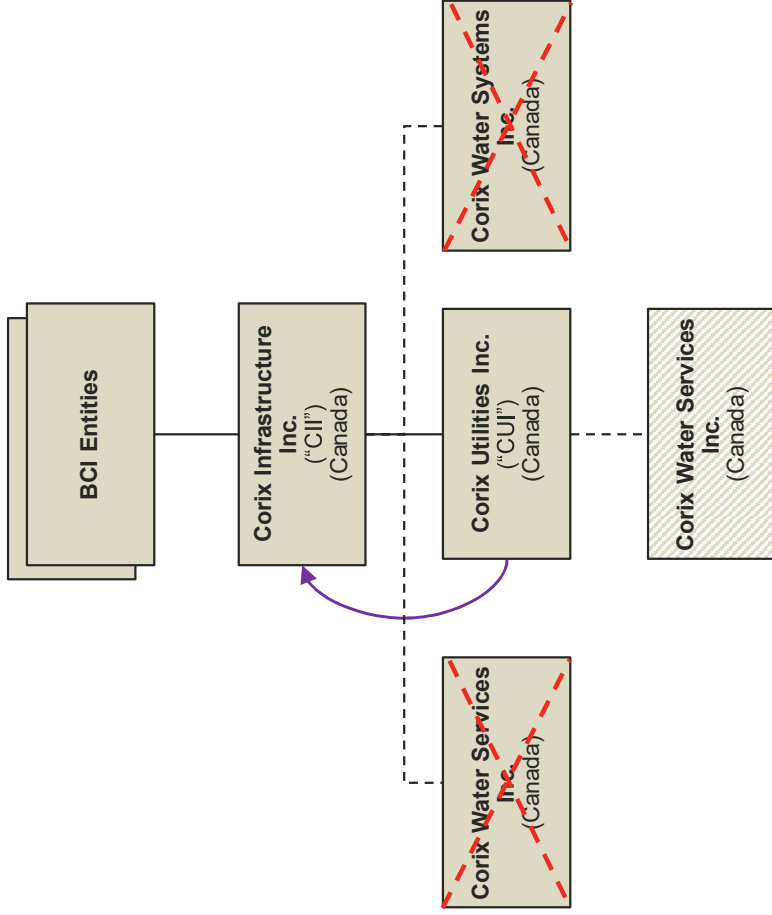 BCI Entities
Corix Infrastructure
Inc.
(“CII”)
(Canada)
Corix Water Services
Inc.
(Canada)
Corix Utilities Inc.
(“CUI”)
(Canada)
Corix Water Systems
Inc.
(Canada)
Corix Water Services
Inc.
(Canada)